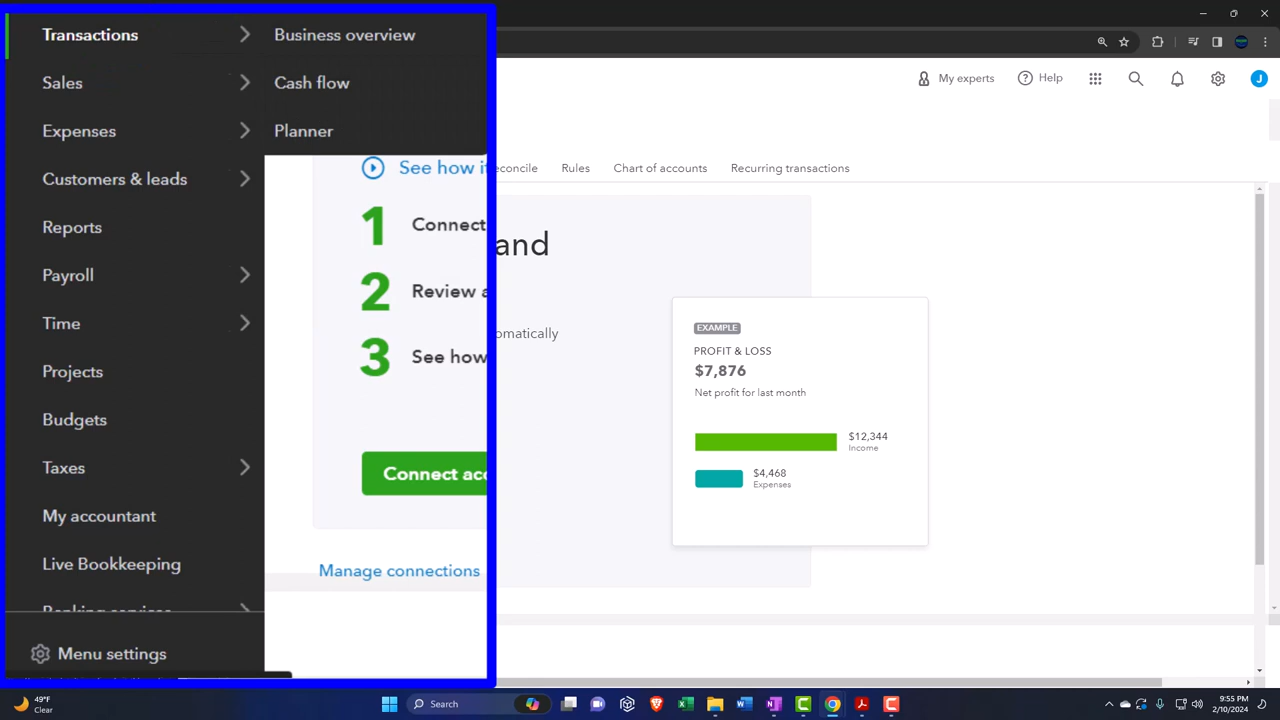 Transactions
Sales
Expenses
Customers & leads
Reports
Payroll
Time
Projects
Budgets
Taxes
My accountant
Live Bookkeeping
Banking services
Menu settings
Business overview
Cash flow
Planner
See how it
1 Connect
2 Review a
3 See how
Connect acc
Manage connections
My experts
Help
J
econcile
Rules
Chart of accounts
Recurring transactions
and
omatically
EXAMPLE
PROFIT & LOSS
$7,876
Net profit for last month
$12,344
Income
$4,468
Expenses
49°F
Clear
Search
9:55 PM
2/10/2024